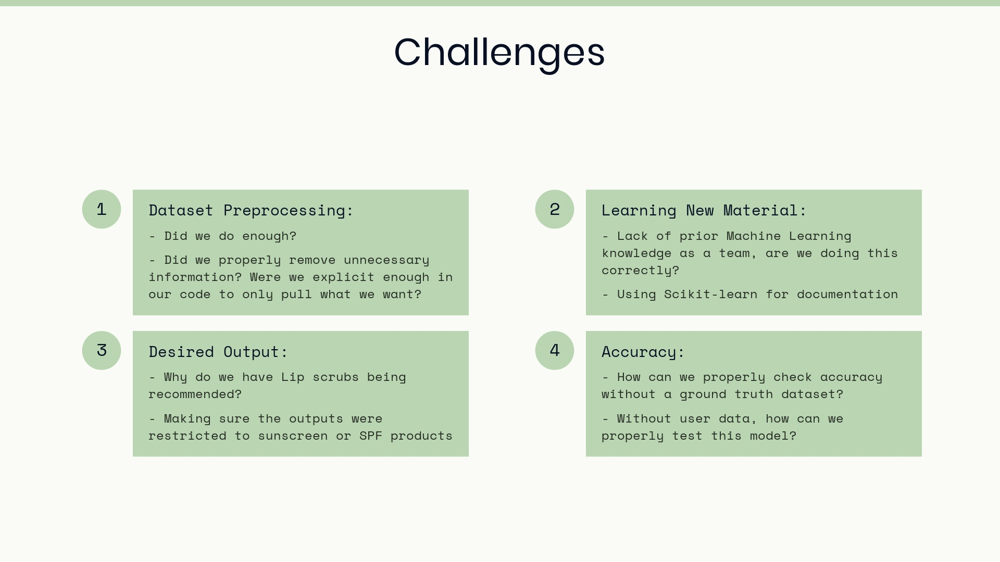 Challenges
1
Dataset Preprocessing:
- Did we do enough?
- Did we properly remove unnecessary
information? Were we explicit enough in
our code to only pull what we want?
2
Learning New Material:
- Lack of prior Machine Learning
knowledge as a team, are we doing this
correctly?
- Using Scikit-learn for documentation
3
Desired Output:
- Why do we have Lip scrubs being
recommended?
- Making sure the outputs were
restricted to sunscreen or SPF products
4
Accuracy:
- How can we properly check accuracy
without a ground truth dataset?
- Without user data, how can we
properly test this model?